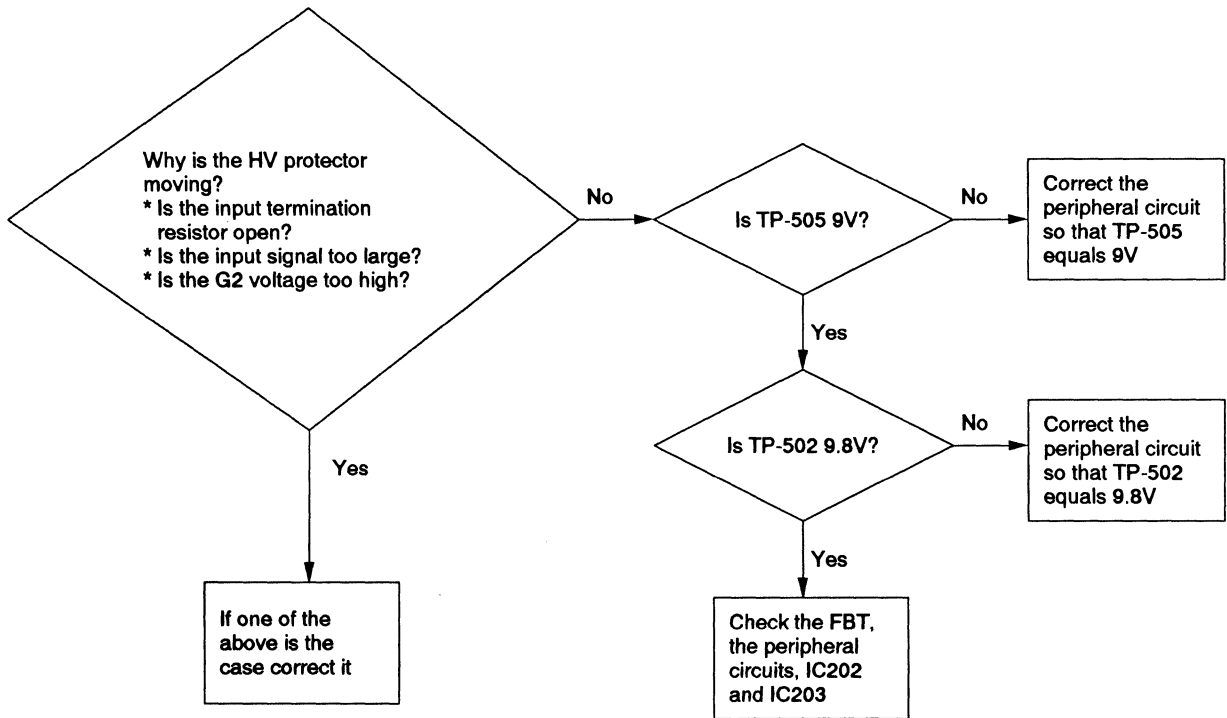 Why is the HV protector
moving?
* Is the input termination
resistor open?
* Is the input signal too large?
* Is the G2 voltage too high?
No
Is TP-505 9V?
No
Correct the
peripheral circuit
so that TP-505
equals 9V
Yes
Is TP-502 9.8V?
No
Correct the
peripheral circuit
so that TP-502
equals 9.8V
Yes
If one of the
above is the
case correct it
Yes
Check the FBT,
the peripheral
circuits, IC202
and IC203